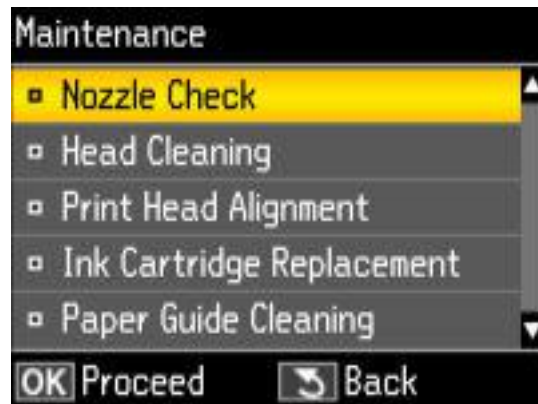 Maintenance
Nozzle Check
Head Cleaning
Print Head Alignment
Ink Cartridge Replacement
Paper Guide Cleaning
OK Proceed Back